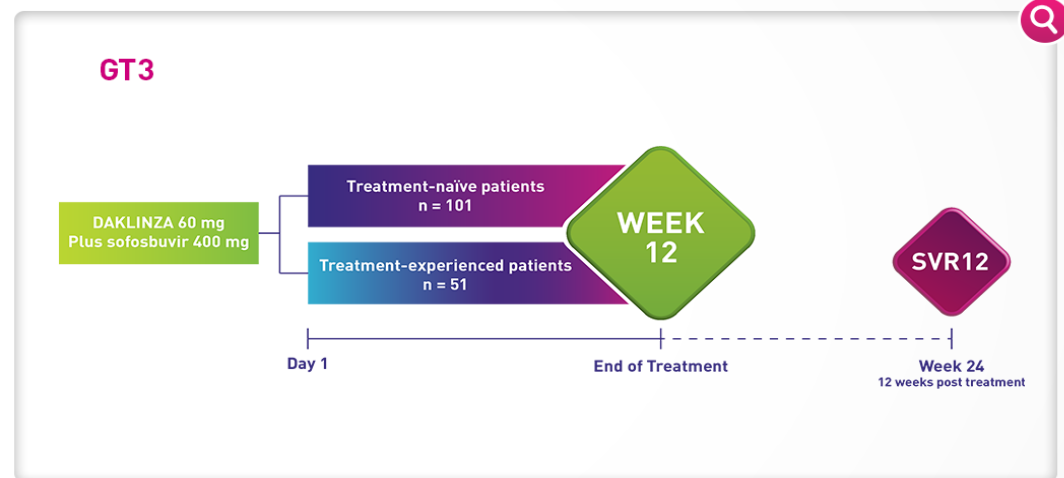 GT3
DAKLINZA 60 mg
Plus sofosbuvir 400 mg
Treatment-naïve patients
n = 101
Treatment-experienced patients
n = 51
WEEK
12
SVR12
Day 1
End of Treatment
Week 24
12 weeks post treatment